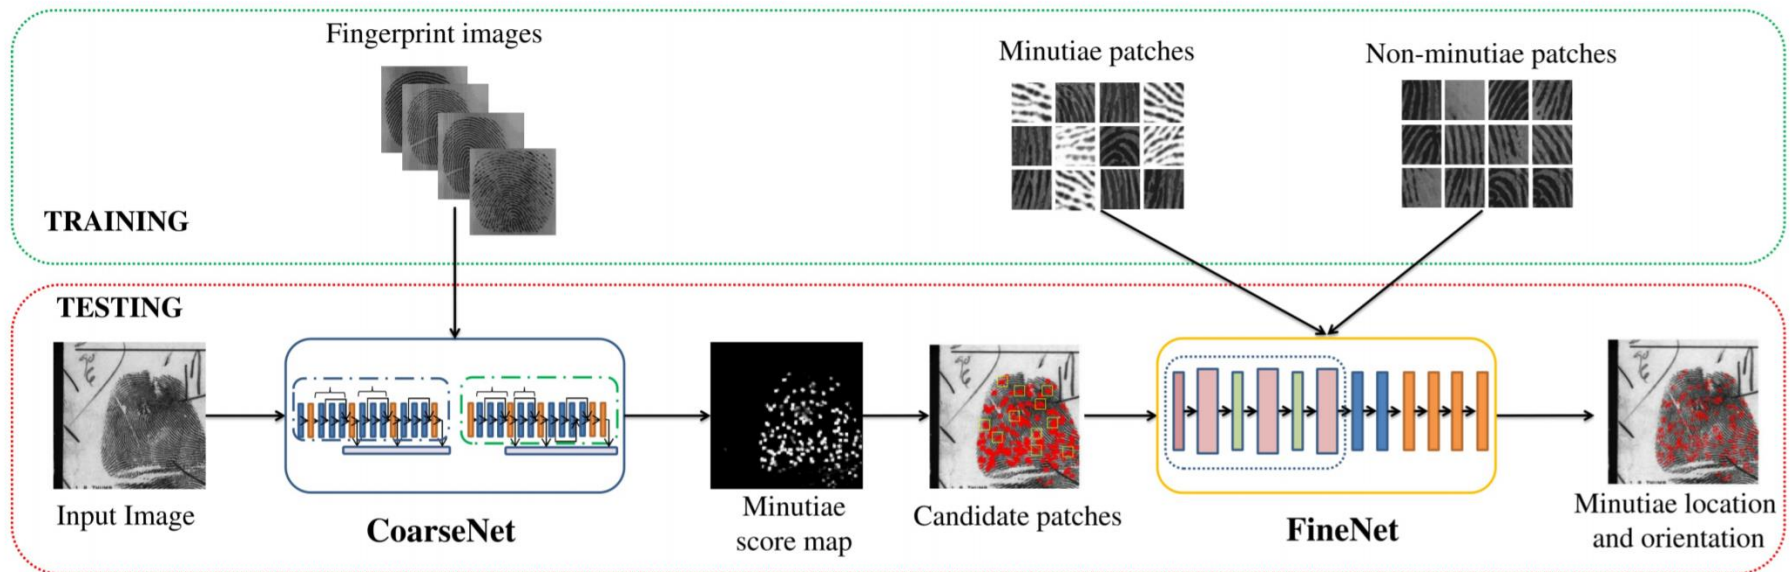 Fingerprint images
Minutiae patches
Non-minutiae patches
TRAINING
TESTING
Input Image
CoarseNet
Minutiae
score map
Candidate patches
FineNet
Minutiae location
and orientation